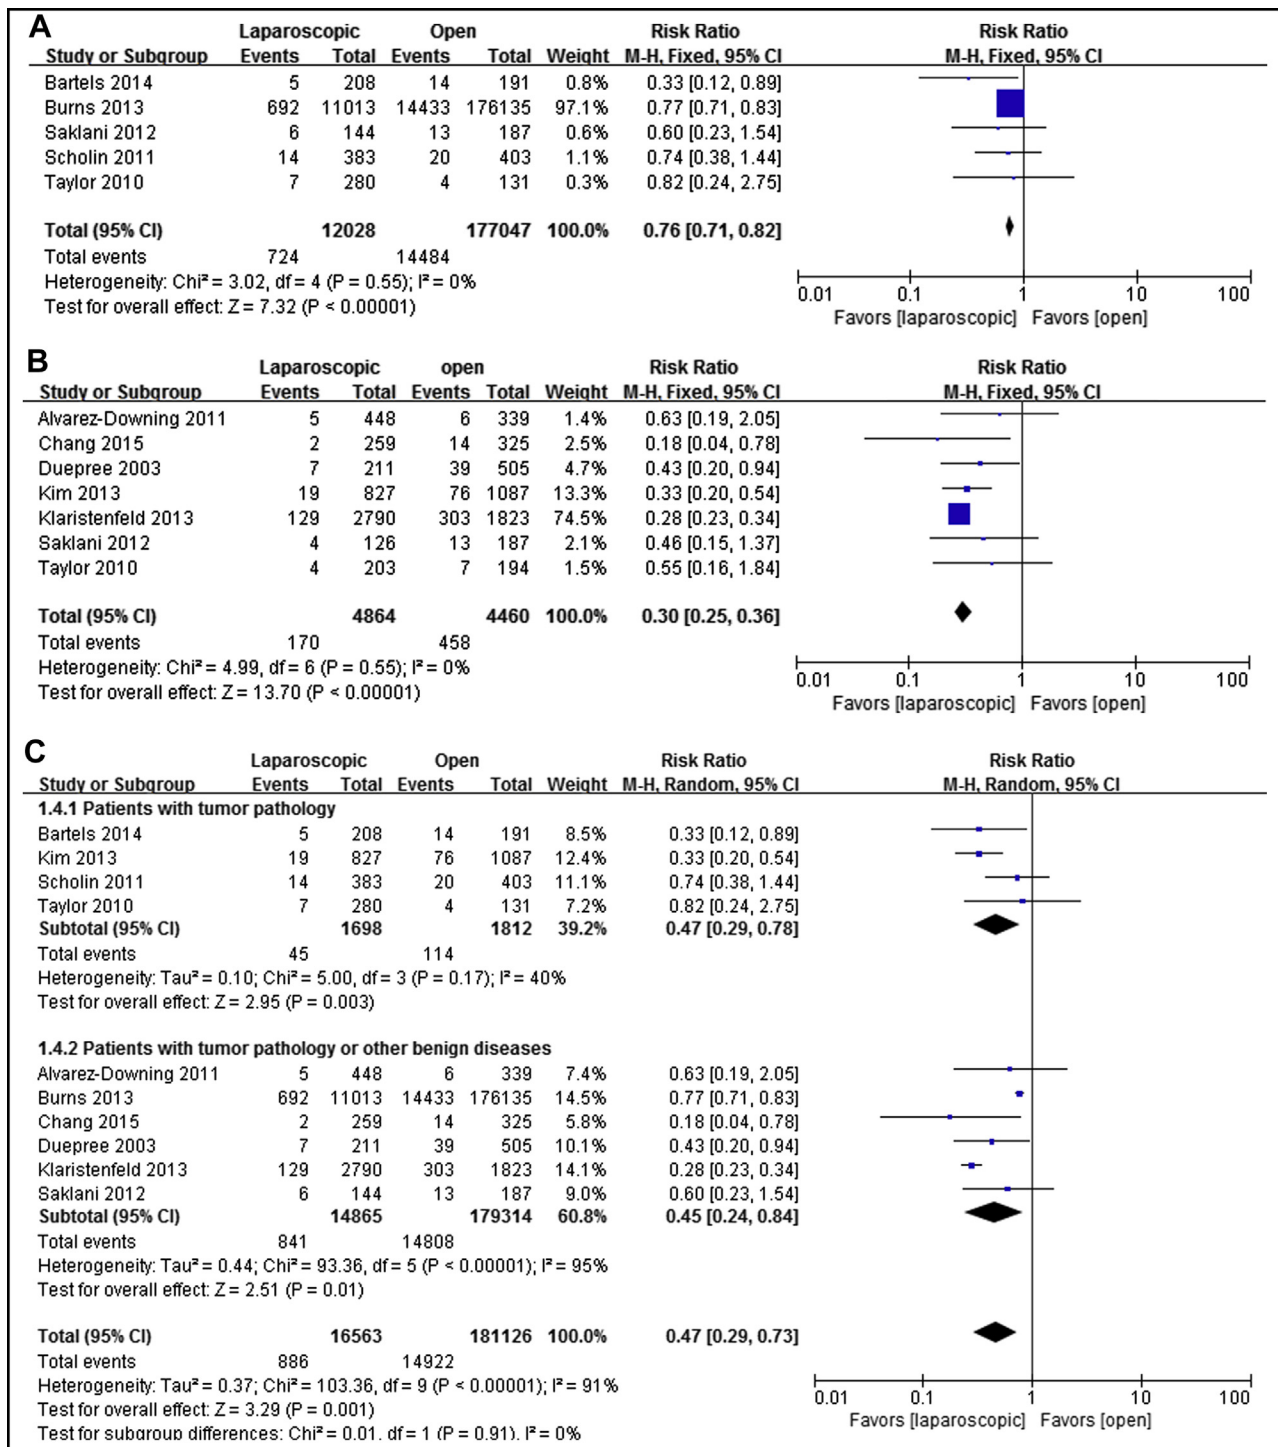 A
Laparoscopic Open Risk Ratio Risk Ratio
Study or Subgroup Events Total Events Total Weight M-H, Fixed, 95% CI M-H, Fixed, 95% CI
Bartels 2014 5 208 14 191 0.8% 0.33 [0.12, 0.89]
Burns 2013 692 11013 14433 176135 97.1% 0.77 [0.71, 0.83]
Saklani 2012 6 144 13 187 0.6% 0.60 [0.23, 1.54]
Scholin 2011 14 383 20 403 1.1% 0.74 [0.38, 1.44]
Taylor 2010 7 280 4 131 0.3% 0.82 [0.24, 2.75]
Total (95% CI) 12028 177047 100.0% 0.76 [0.71, 0.82]
Total events 724 14484
Heterogeneity: Chi² = 3.02, df = 4 (P = 0.55); I² = 0%
Test for overall effect: Z = 7.32 (P < 0.00001)
0.01 0.1 1 10 100
Favors [laparoscopic] Favors [open]
B
Laparoscopic open Risk Ratio Risk Ratio
Study or Subgroup Events Total Events Total Weight M-H, Fixed, 95% CI M-H, Fixed, 95% CI
Alvarez-Downing 2011 5 448 6 339 1.4% 0.63 [0.19, 2.05]
Chang 2015 2 259 14 325 2.5% 0.18 [0.04, 0.78]
Duepree 2003 7 211 39 505 4.7% 0.43 [0.20, 0.94]
Kim 2013 19 827 76 1087 13.3% 0.33 [0.20, 0.54]
Klaristenfeld 2013 129 2790 303 1823 74.5% 0.28 [0.23, 0.34]
Saklani 2012 4 126 13 187 2.1% 0.46 [0.15, 1.37]
Taylor 2010 4 203 7 194 1.5% 0.55 [0.16, 1.84]
Total (95% CI) 4864 4460 100.0% 0.30 [0.25, 0.36]
Total events 170 458
Heterogeneity: Chi² = 4.99, df = 6 (P = 0.55); I² = 0%
Test for overall effect: Z = 13.70 (P < 0.00001)
0.01 0.1 1 10 100
Favors [laparoscopic] Favors [open]
C
Laparoscopic Open Risk Ratio Risk Ratio
Study or Subgroup Events Total Events Total Weight M-H, Random, 95% CI M-H, Random, 95% CI
1.4.1 Patients with tumor pathology
Bartels 2014 5 208 14 191 8.5% 0.33 [0.12, 0.89]
Kim 2013 19 827 76 1087 12.4% 0.33 [0.20, 0.54]
Scholin 2011 14 383 20 403 11.1% 0.74 [0.38, 1.44]
Taylor 2010 7 280 4 131 7.2% 0.82 [0.24, 2.75]
Subtotal (95% CI) 1698 1812 39.2% 0.47 [0.29, 0.78]
Total events 45 114
Heterogeneity: Tau² = 0.10; Chi² = 5.00, df = 3 (P = 0.17); I² = 40%
Test for overall effect: Z = 2.95 (P = 0.003)
1.4.2 Patients with tumor pathology or other benign diseases
Alvarez-Downing 2011 5 448 6 339 7.4% 0.63 [0.19, 2.05]
Burns 2013 692 11013 14433 176135 14.5% 0.77 [0.71, 0.83]
Chang 2015 2 259 14 325 5.8% 0.18 [0.04, 0.78]
Duepree 2003 7 211 39 505 10.1% 0.43 [0.20, 0.94]
Klaristenfeld 2013 129 2790 303 1823 14.1% 0.28 [0.23, 0.34]
Saklani 2012 6 144 13 187 9.0% 0.60 [0.23, 1.54]
Subtotal (95% CI) 14865 179314 60.8% 0.45 [0.24, 0.84]
Total events 841 14808
Heterogeneity: Tau² = 0.44; Chi² = 93.36, df = 5 (P < 0.00001); I² = 95%
Test for overall effect: Z = 2.51 (P = 0.01)
Total (95% CI) 16563 181126 100.0% 0.47 [0.29, 0.73]
Total events 886 14922
Heterogeneity: Tau² = 0.37; Chi² = 103.36, df = 9 (P < 0.00001); I² = 91%
Test for overall effect: Z = 3.29 (P = 0.001)
Test for subgroup differences: Chi² = 0.01, df = 1 (P = 0.91), I² = 0%
0.01 0.1 1 10 100
Favors [laparoscopic] Favors [open]